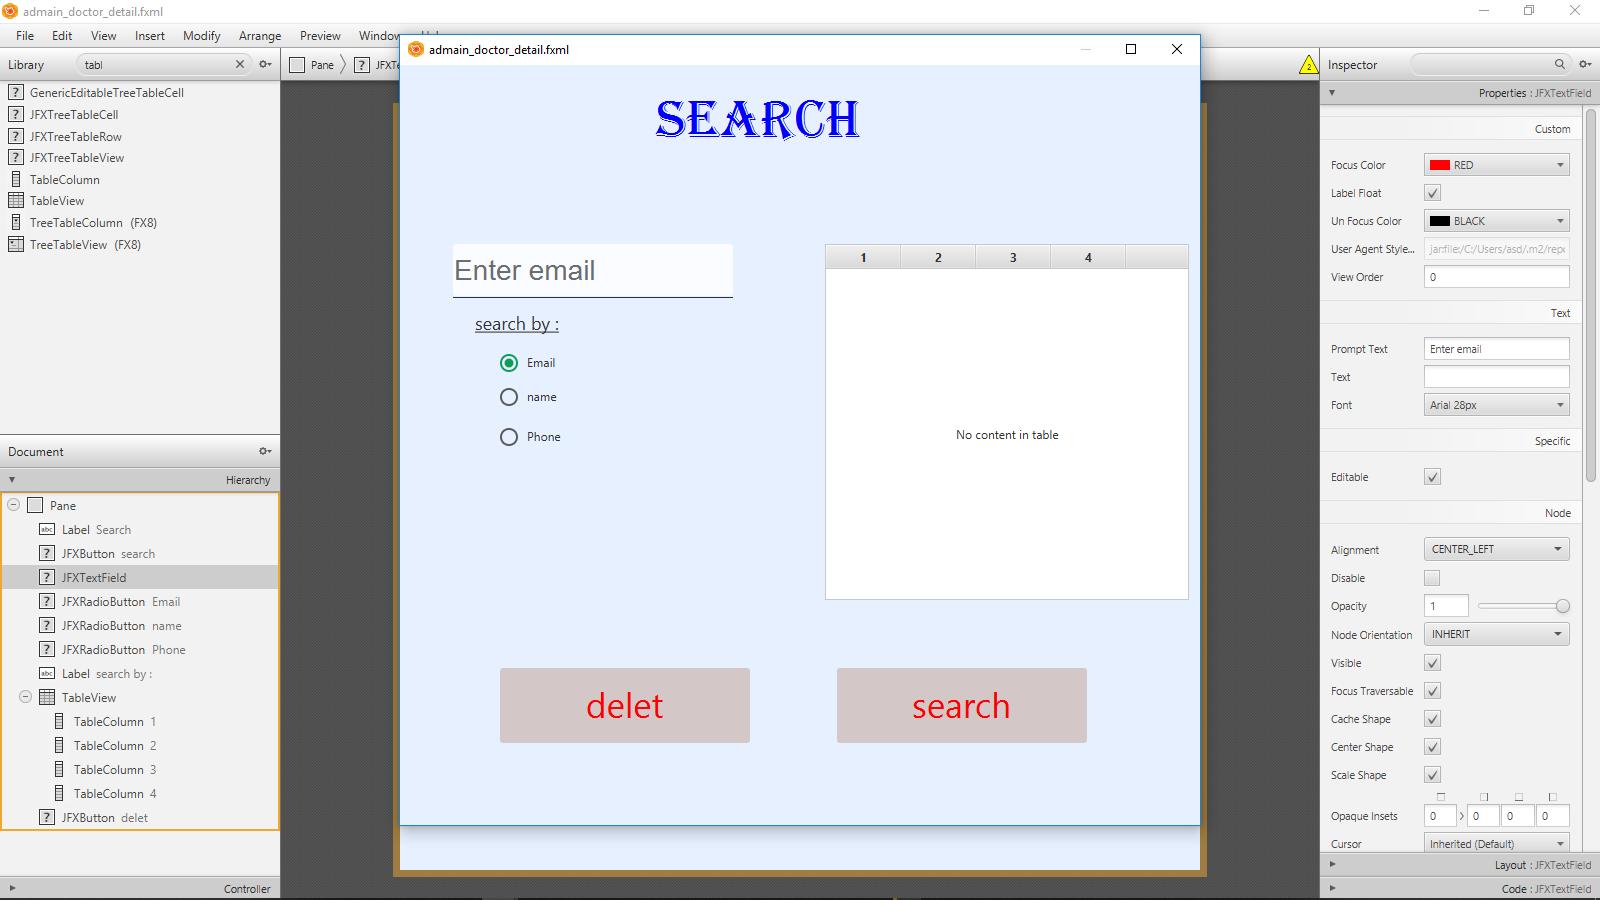 admain_doctor_detail.fxml
File Edit View Insert Modify Arrange Preview Window
Library tabl
GenericEditableTreeTableCell
JFXTreeTableCell
JFXTreeTableRow
JFXTreeTableView
TableColumn
TableView
TreeTableColumn (FX8)
TreeTableView (FX8)
Document
Hierarchy
Pane
Label Search
JFXButton search
JFXTextField
JFXRadioButton Email
JFXRadioButton name
JFXRadioButton Phone
Label search by :
TableView
TableColumn 1
TableColumn 2
TableColumn 3
TableColumn 4
JFXButton delet
Controller
Pane JFXTe
admain_doctor_detail.fxml
SEARCH
Enter email
search by :
Email
name
Phone
1 2 3 4
No content in table
delet search
2
Inspector
Properties : JFXTextField
Custom
Focus Color RED
Label Float
Un Focus Color BLACK
User Agent Style... jar:file:/C:/Users/asd/.m2/repo
View Order 0
Text
Prompt Text Enter email
Text
Font Arial 28px
Specific
Editable
Node
Alignment CENTER_LEFT
Disable
Opacity 1
Node Orientation INHERIT
Visible
Focus Traversable
Cache Shape
Center Shape
Scale Shape
Opaque Insets 0 0 0 0
Cursor Inherited (Default)
Layout : JFXTextField
Code : JFXTextField